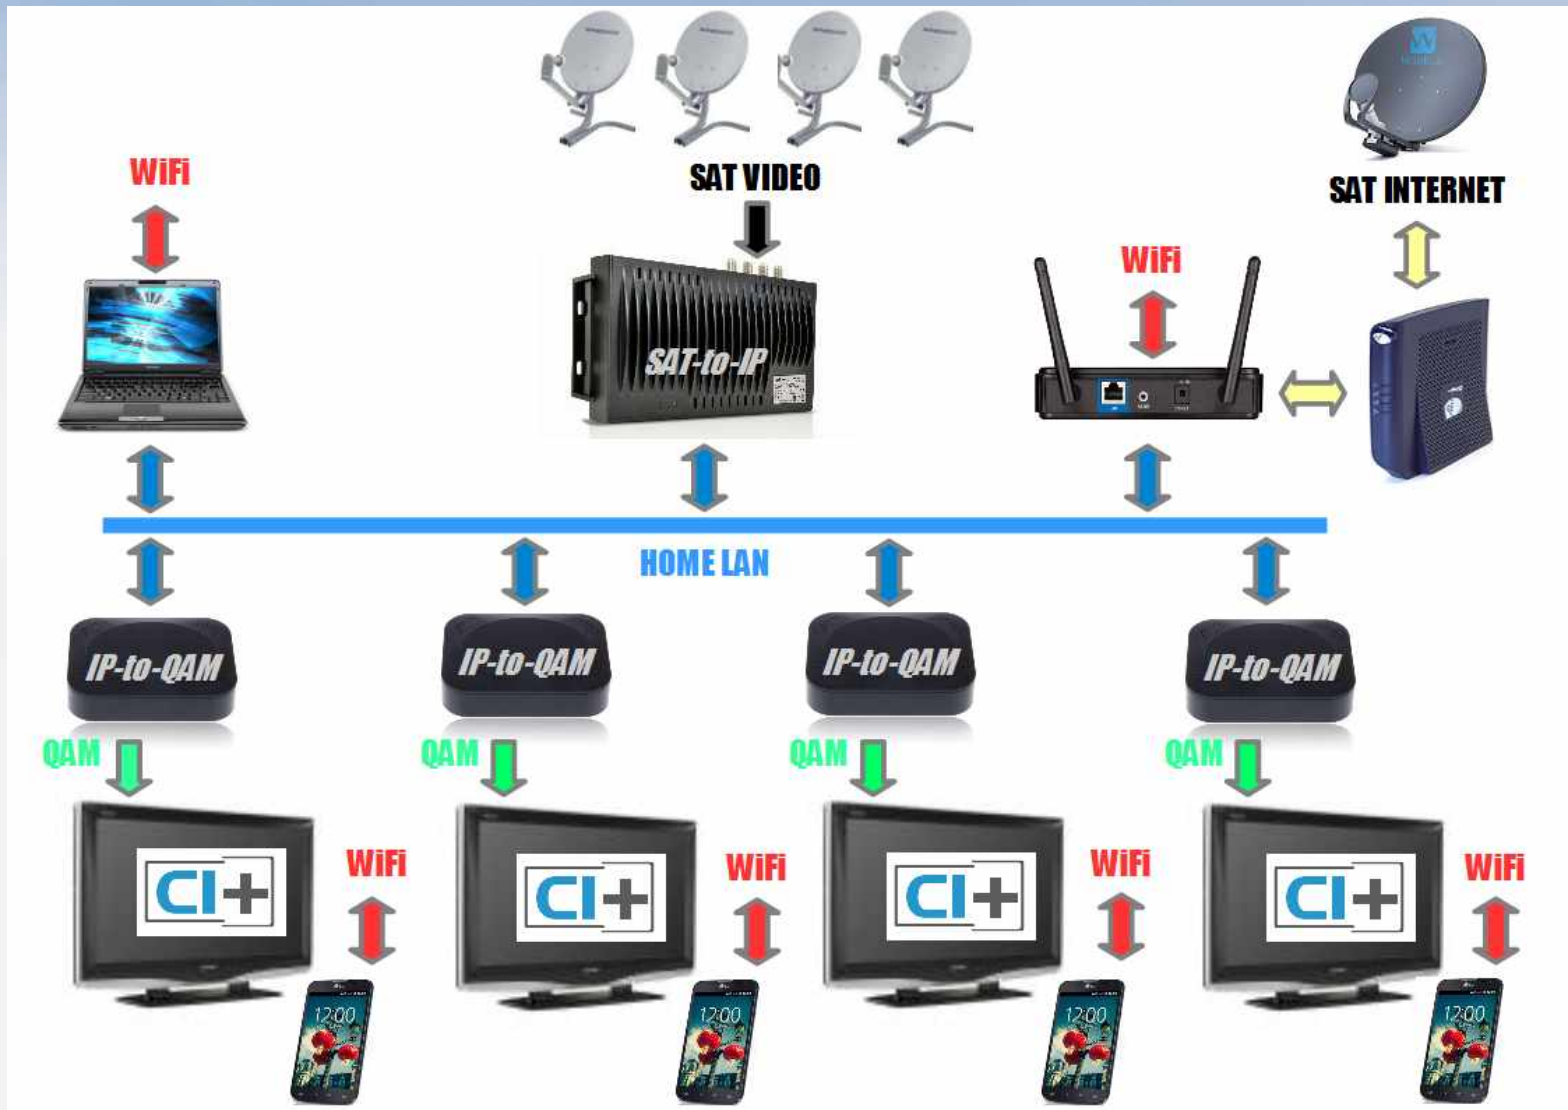 SAT VIDEO
SAT INTERNET
WiFi
WiFi
SAT-to-IP
HOME LAN
IP-to-QAM
IP-to-QAM
IP-to-QAM
IP-to-QAM
QAM
QAM
QAM
QAM
CI+
CI+
CI+
CI+
WiFi
WiFi
WiFi
WiFi
12:00
12:00
12:00
12:00